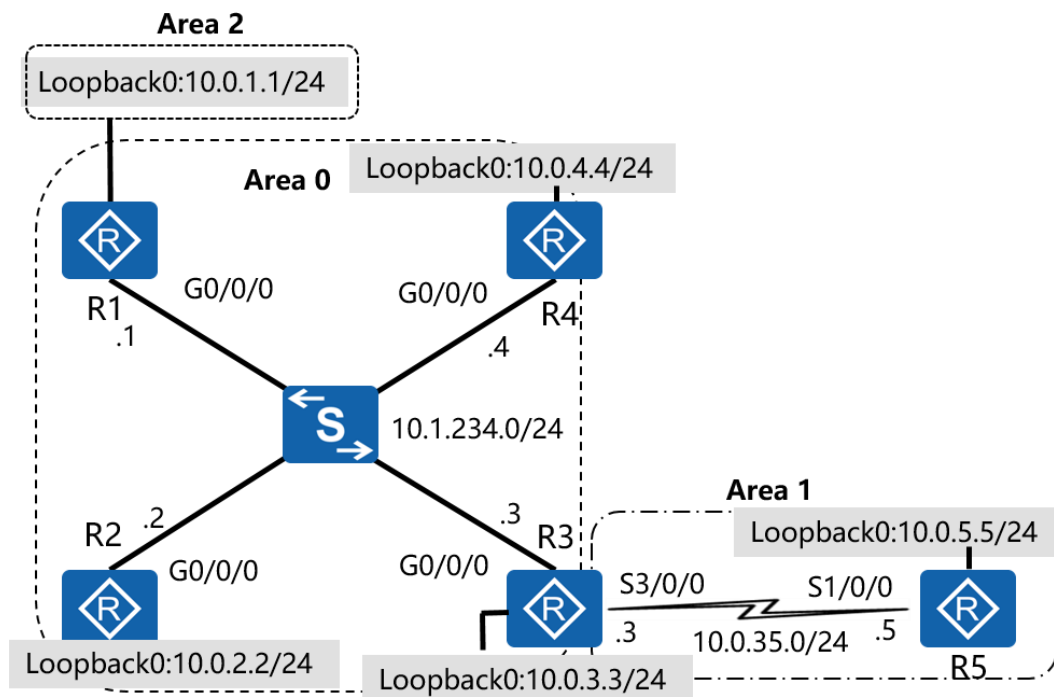 Area 2
Loopback0:10.0.1.1/24
Area 0
Loopback0:10.0.4.4/24
R
R
G0/0/0
G0/0/0
R1
R4
.1
.4
S
10.1.234.0/24
Area 1
.2
.3
R2
R3
Loopback0:10.0.5.5/24
G0/0/0
G0/0/0
S3/0/0
S1/0/0
R
R
R
.3
10.0.35.0/24
.5
Loopback0:10.0.2.2/24
R5
Loopback0:10.0.3.3/24